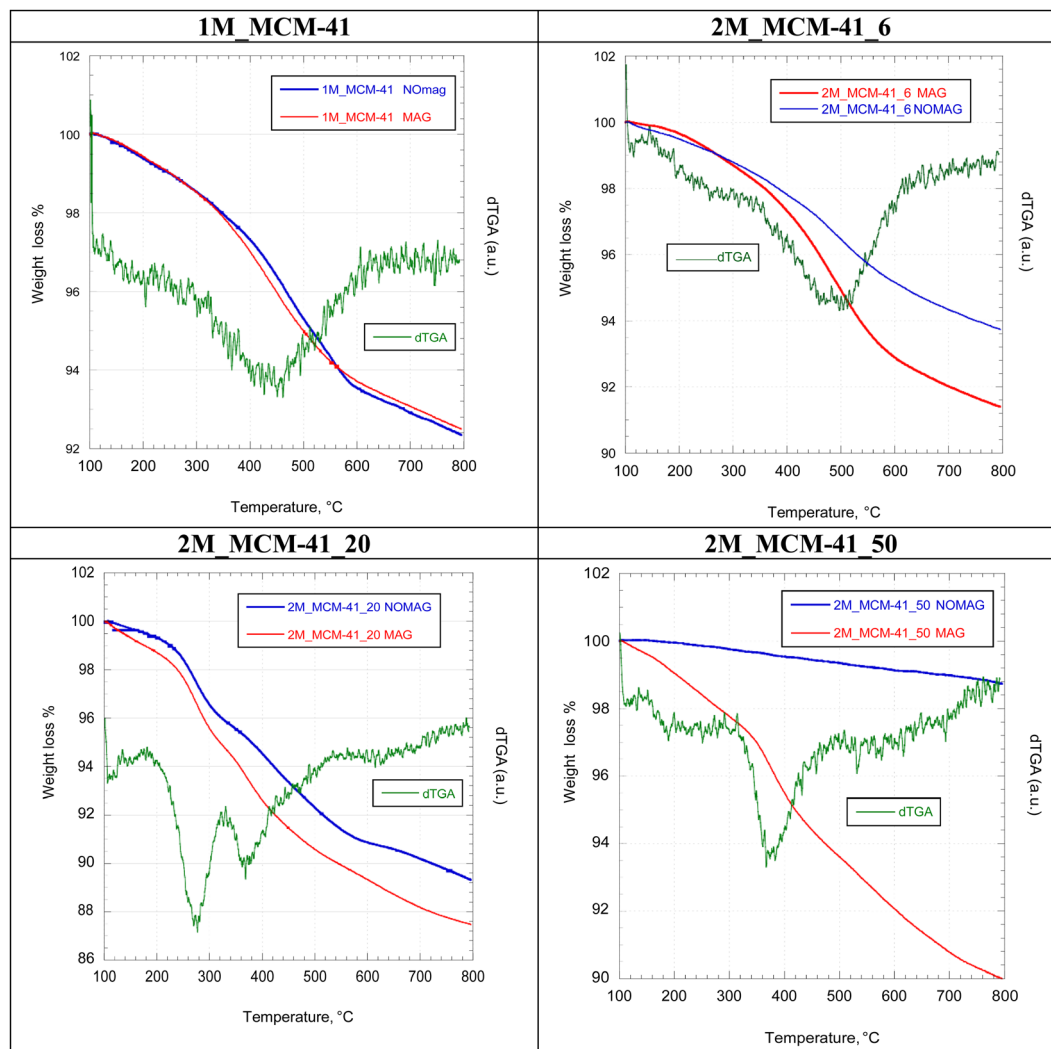 1M_MCM-41
2M_MCM-41_6
102
100
98
96
94
92
Weight loss %
1M_MCM-41 NOmag
1M_MCM-41 MAG
dTGA
dTGA (a.u.)
100 200 300 400 500 600 700 800
Temperature, °C
102
100
98
96
94
92
90
Weight loss %
2M_MCM-41_6 MAG
2M_MCM-41_6 NOMAG
dTGA
dTGA (a.u.)
100 200 300 400 500 600 700 800
Temperature, °C
2M_MCM-41_20
2M_MCM-41_50
102
100
98
96
94
92
90
88
86
Weight loss %
2M_MCM-41_20 NOMAG
2M_MCM-41_20 MAG
dTGA
dTGA (a.u.)
100 200 300 400 500 600 700 800
Temperature, °C
102
100
98
96
94
92
90
Weight loss %
2M_MCM-41_50 NOMAG
2M_MCM-41_50 MAG
dTGA
dTGA (a.u.)
100 200 300 400 500 600 700 800
Temperature, °C